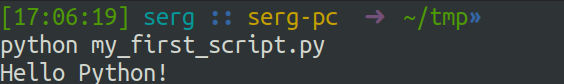 [17:06:19] serg :: serg-pc ➜ ~/tmp»
python my_first_script.py
Hello Python!